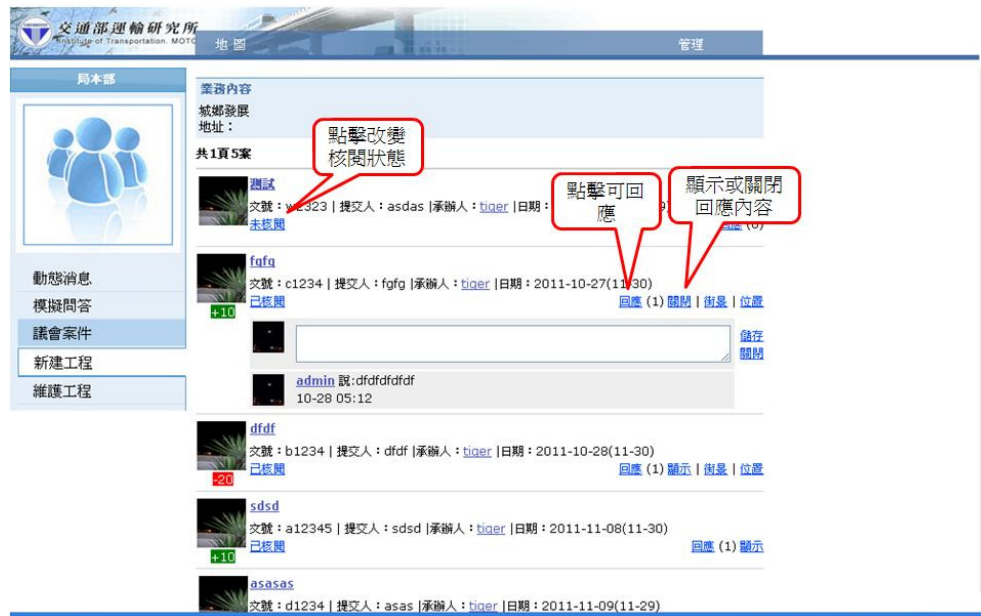 交通部運輸研究所
Institute of Transportation. MOTC
地圖
管理
局本部
動態消息
模擬問答
議會案件
新建工程
維護工程
業務內容
城鄉發展
地址：
共1頁5案
點擊改變
核閱狀態
點擊可回
應
顯示或關閉
回應內容
測試
文號：w2323 | 提交人：asdas |承辦人：tiger |日期：
未核閱
回應 (0)
fgfg
文號：c1234 | 提交人：fgfg |承辦人：tiger |日期：2011-10-27(11-30)
+10
已核閱 回應 (1) 關閉 | 街景 | 位置
儲存
關閉
admin 說:dfdfdfdfdf
10-28 05:12
dfdf
文號：b1234 | 提交人：dfdf |承辦人：tiger |日期：2011-10-28(11-30)
-20
已核閱 回應 (1) 顯示 | 街景 | 位置
sdsd
文號：a12345 | 提交人：sdsd |承辦人：tiger |日期：2011-11-08(11-30)
+10
已核閱 回應 (1) 顯示
asasas
文號：d1234 | 提交人：asas |承辦人：tiger |日期：2011-11-09(11-29)